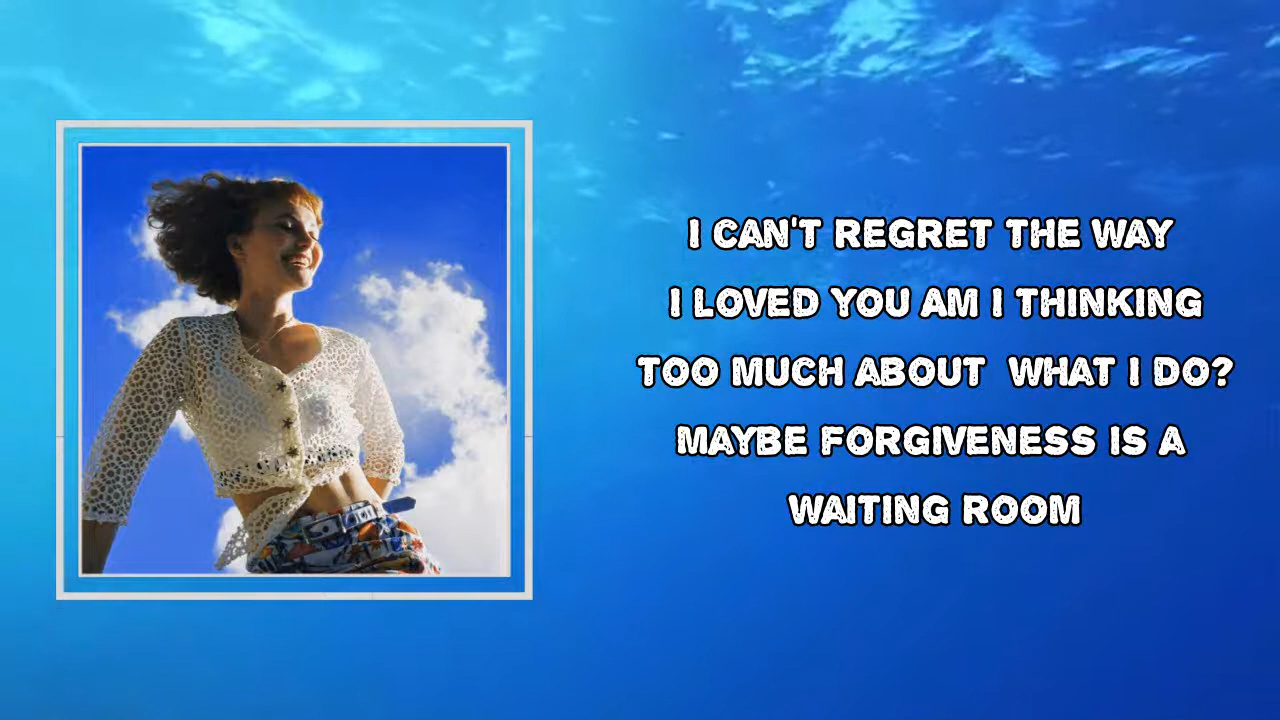 I CAN'T REGRET THE WAY
I LOVED YOU AM I THINKING
TOO MUCH ABOUT  WHAT I DO?
MAYBE FORGIVENESS IS A
WAITING ROOM